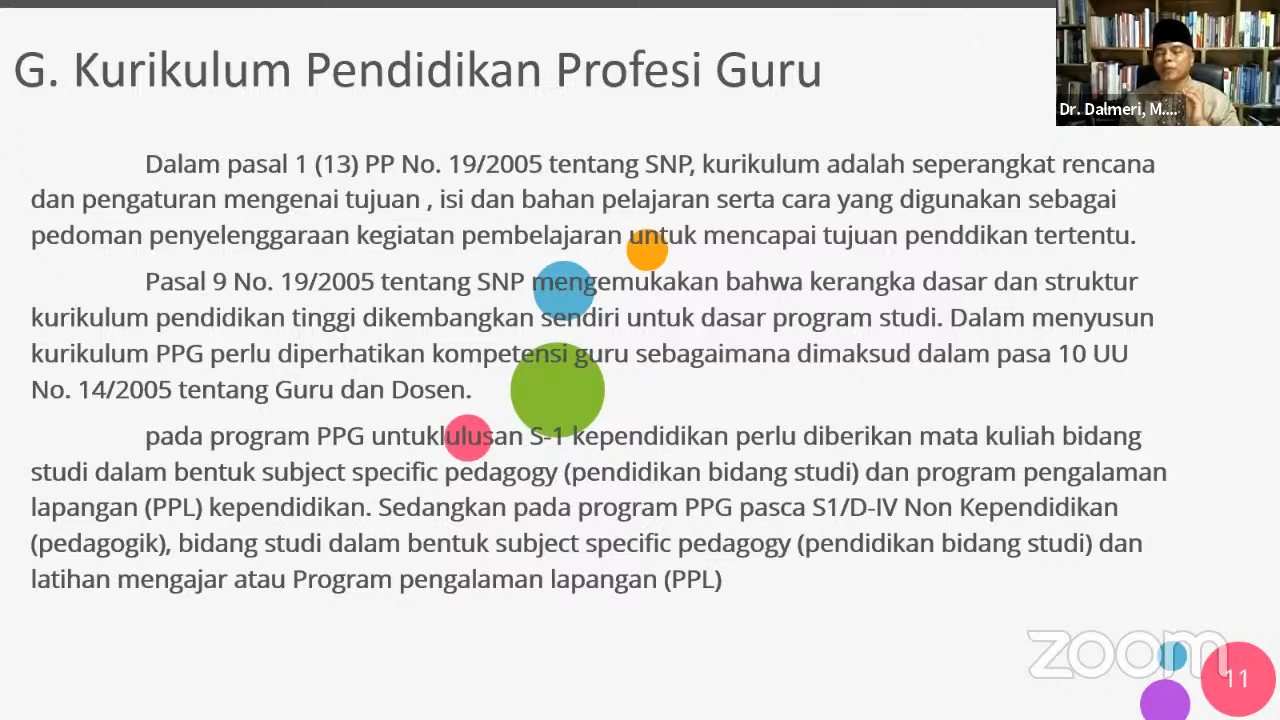 G. Kurikulum Pendidikan Profesi Guru
Dr. Dalmeri, M....
Dalam pasal 1 (13) PP No. 19/2005 tentang SNP, kurikulum adalah seperangkat rencana
dan pengaturan mengenai tujuan , isi dan bahan pelajaran serta cara yang digunakan sebagai
pedoman penyelenggaraan kegiatan pembelajaran untuk mencapai tujuan penddikan tertentu.
Pasal 9 No. 19/2005 tentang SNP mengemukakan bahwa kerangka dasar dan struktur
kurikulum pendidikan tinggi dikembangkan sendiri untuk dasar program studi. Dalam menyusun
kurikulum PPG perlu diperhatikan kompetensi guru sebagaimana dimaksud dalam pasa 10 UU
No. 14/2005 tentang Guru dan Dosen.
pada program PPG untuklulusan S-1 kependidikan perlu diberikan mata kuliah bidang
studi dalam bentuk subject specific pedagogy (pendidikan bidang studi) dan program pengalaman
lapangan (PPL) kependidikan. Sedangkan pada program PPG pasca S1/D-IV Non Kependidikan
(pedagogik), bidang studi dalam bentuk subject specific pedagogy (pendidikan bidang studi) dan
latihan mengajar atau Program pengalaman lapangan (PPL)
zoom
11